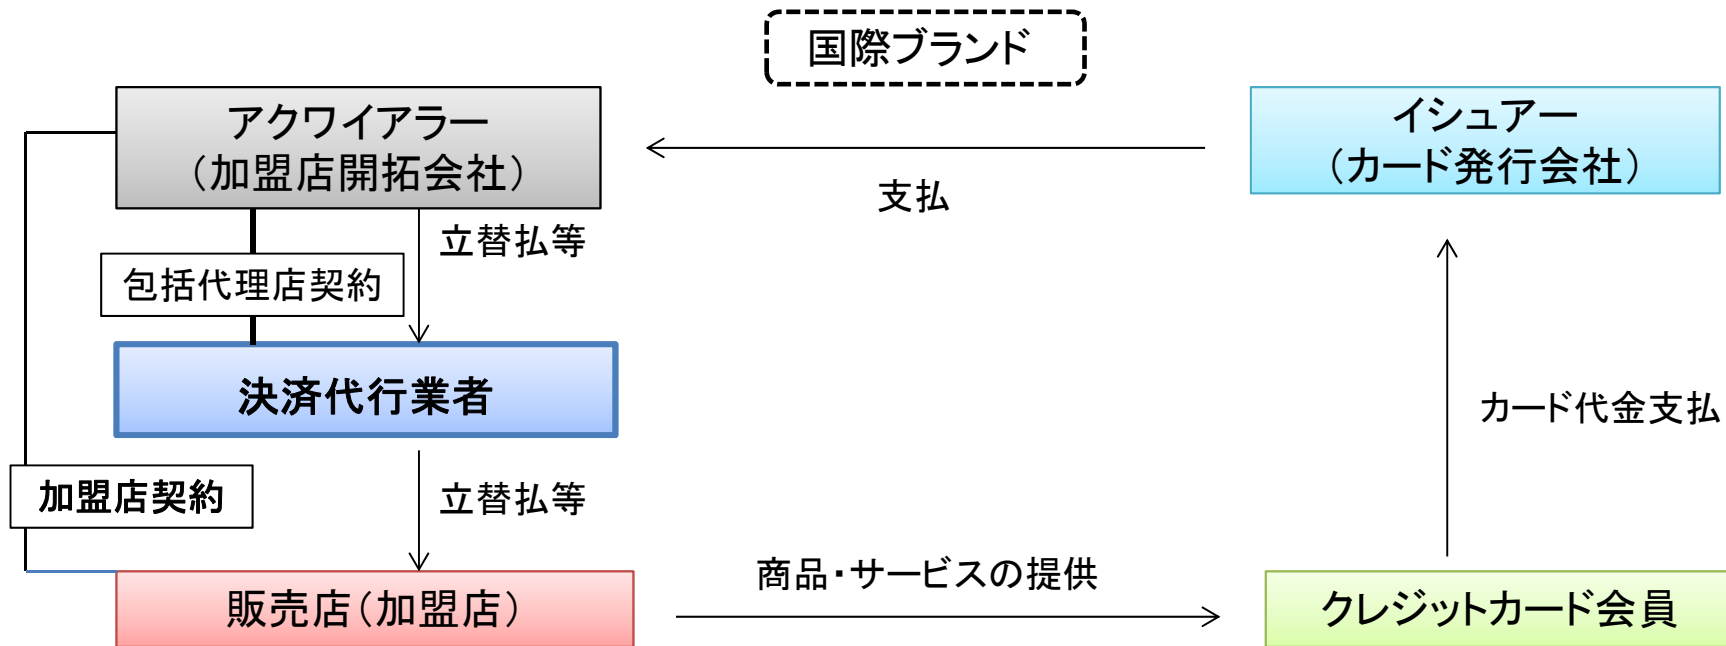 国際ブランド
アクワイアラー
（加盟店開拓会社）
イシュアー
（カード発行会社）
支払
立替払等
包括代理店契約
決済代行業者
カード代金支払
加盟店契約
立替払等
商品・サービスの提供
販売店（加盟店）
クレジットカード会員